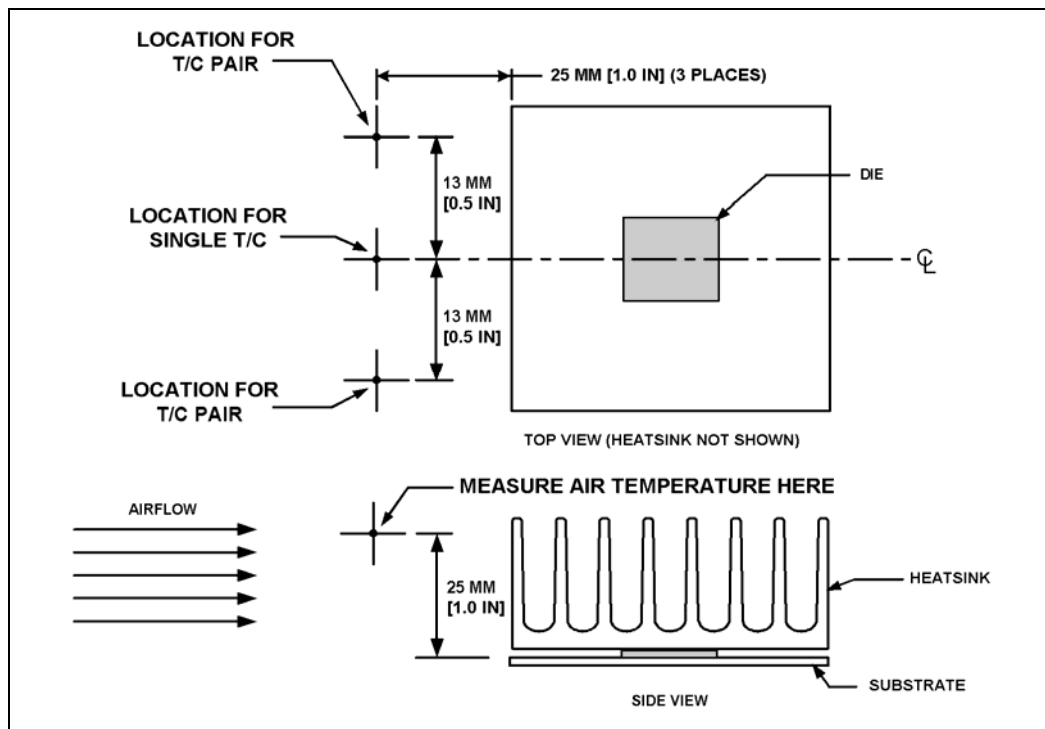 LOCATION FOR
T/C PAIR
25 MM [1.0 IN] (3 PLACES)
13 MM
[0.5 IN]
DIE
LOCATION FOR
SINGLE T/C
℄
13 MM
[0.5 IN]
LOCATION FOR
T/C PAIR
TOP VIEW (HEATSINK NOT SHOWN)
MEASURE AIR TEMPERATURE HERE
AIRFLOW
25 MM
[1.0 IN]
HEATSINK
SUBSTRATE
SIDE VIEW